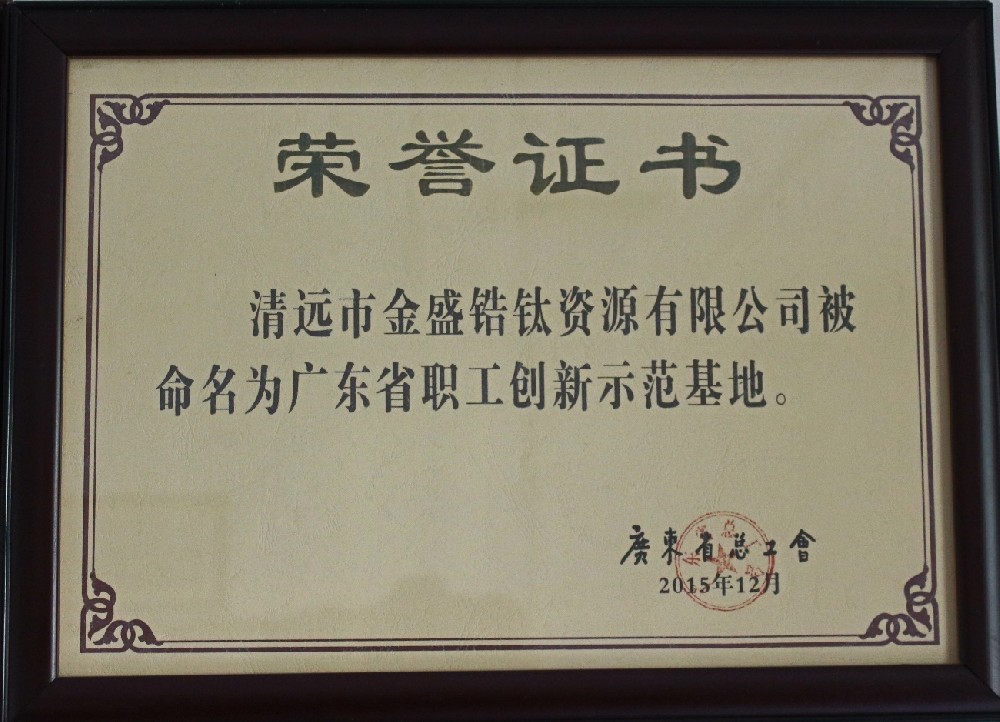 荣誉证书
清远市金盛锆钛资源有限公司被
命名为广东省职工创新示范基地。
廣東省总工會
2015年12月